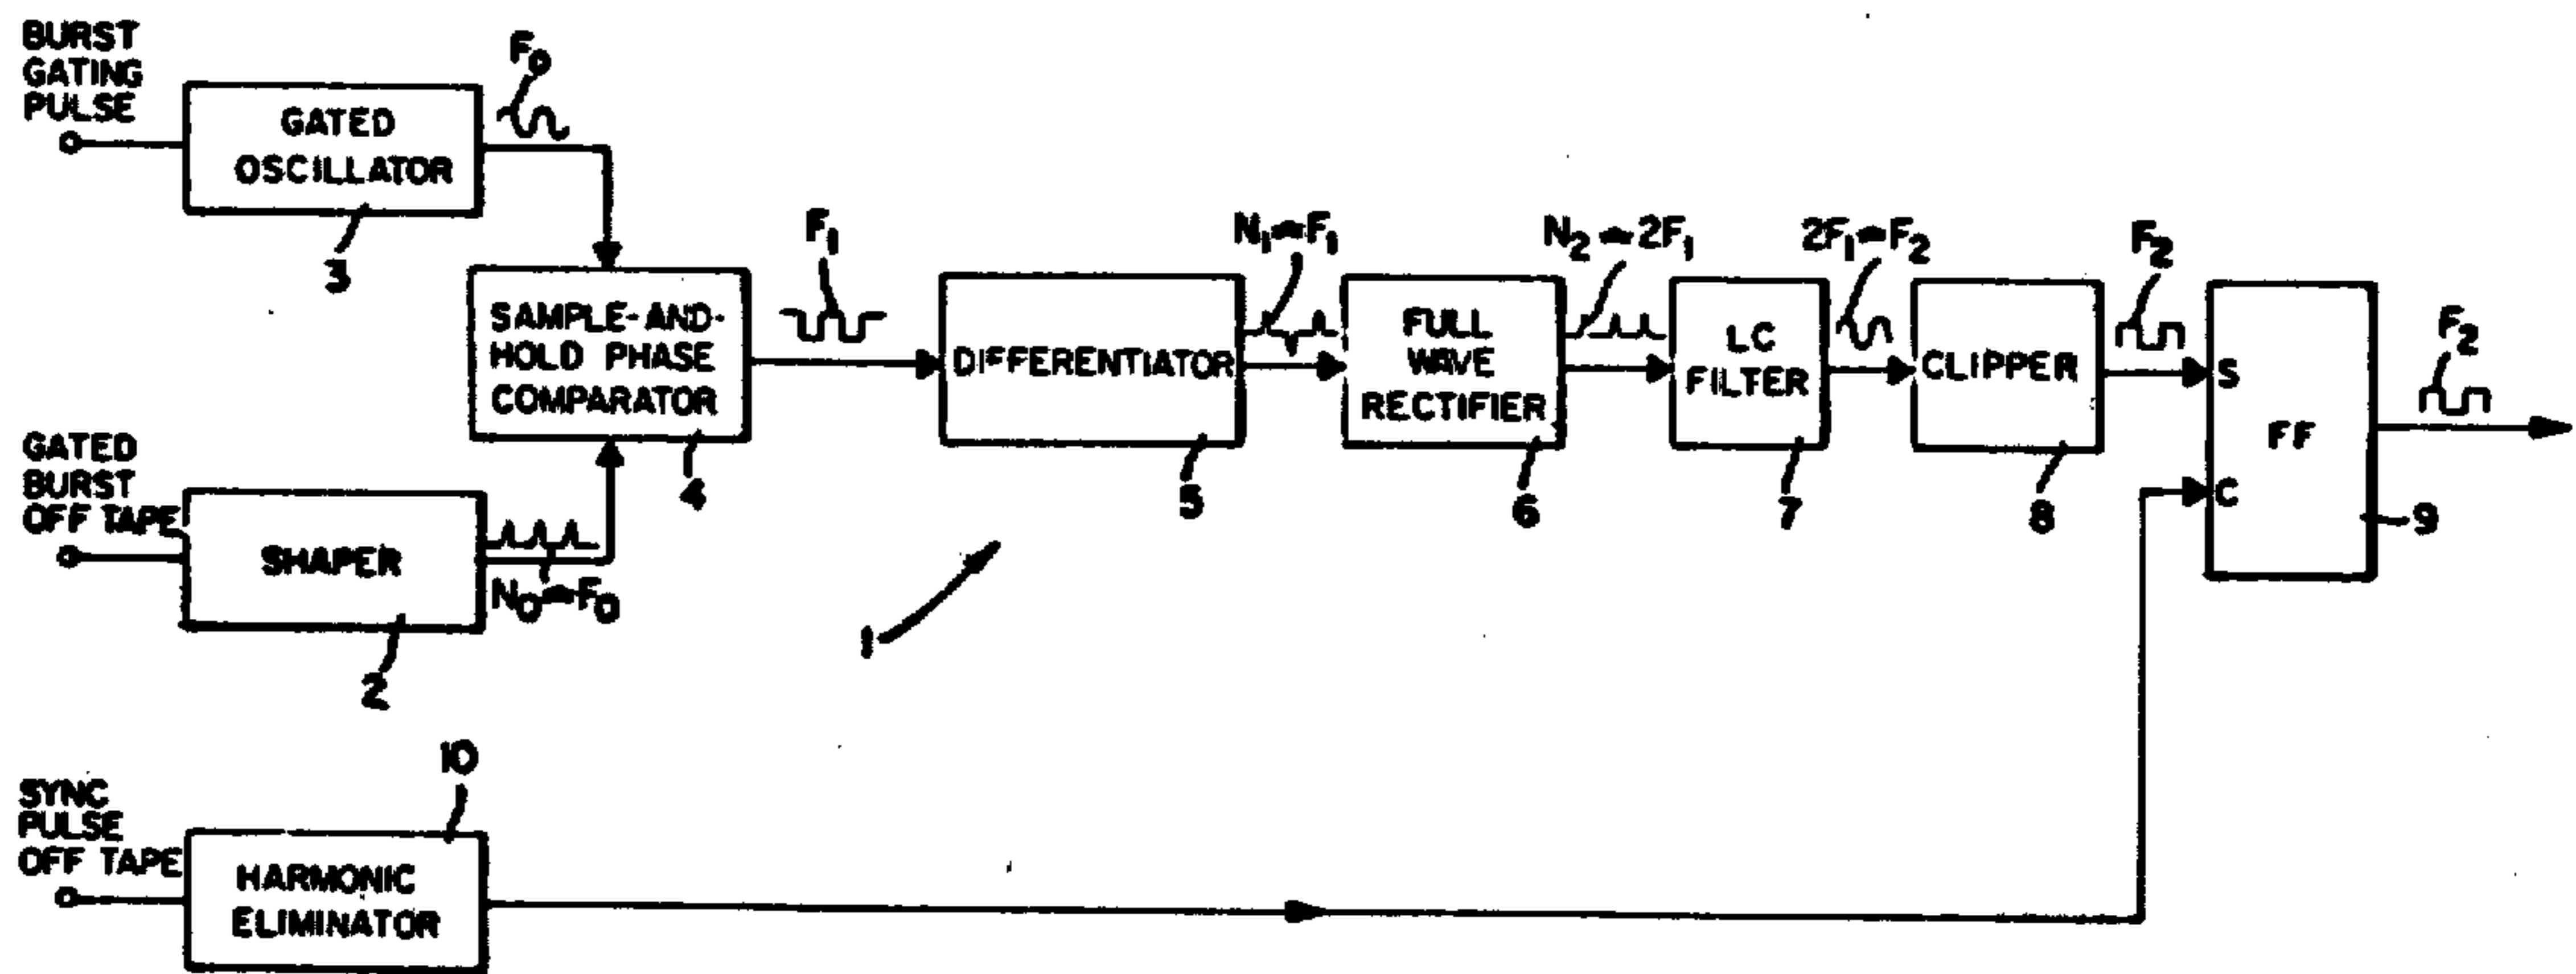 BURST
GATING
PULSE
F0
GATED
OSCILLATOR
3
SAMPLE-AND-
HOLD PHASE
COMPARATOR
4
F1
DIFFERENTIATOR
5
N1=F1
FULL
WAVE
RECTIFIER
6
N2=2F1
LC
FILTER
7
2F1=F2
CLIPPER
8
F2
S
FF
C
9
F2
GATED
BURST
OFF TAPE
SHAPER
2
N0=F0
1
SYNC
PULSE
OFF TAPE
10
HARMONIC
ELIMINATOR